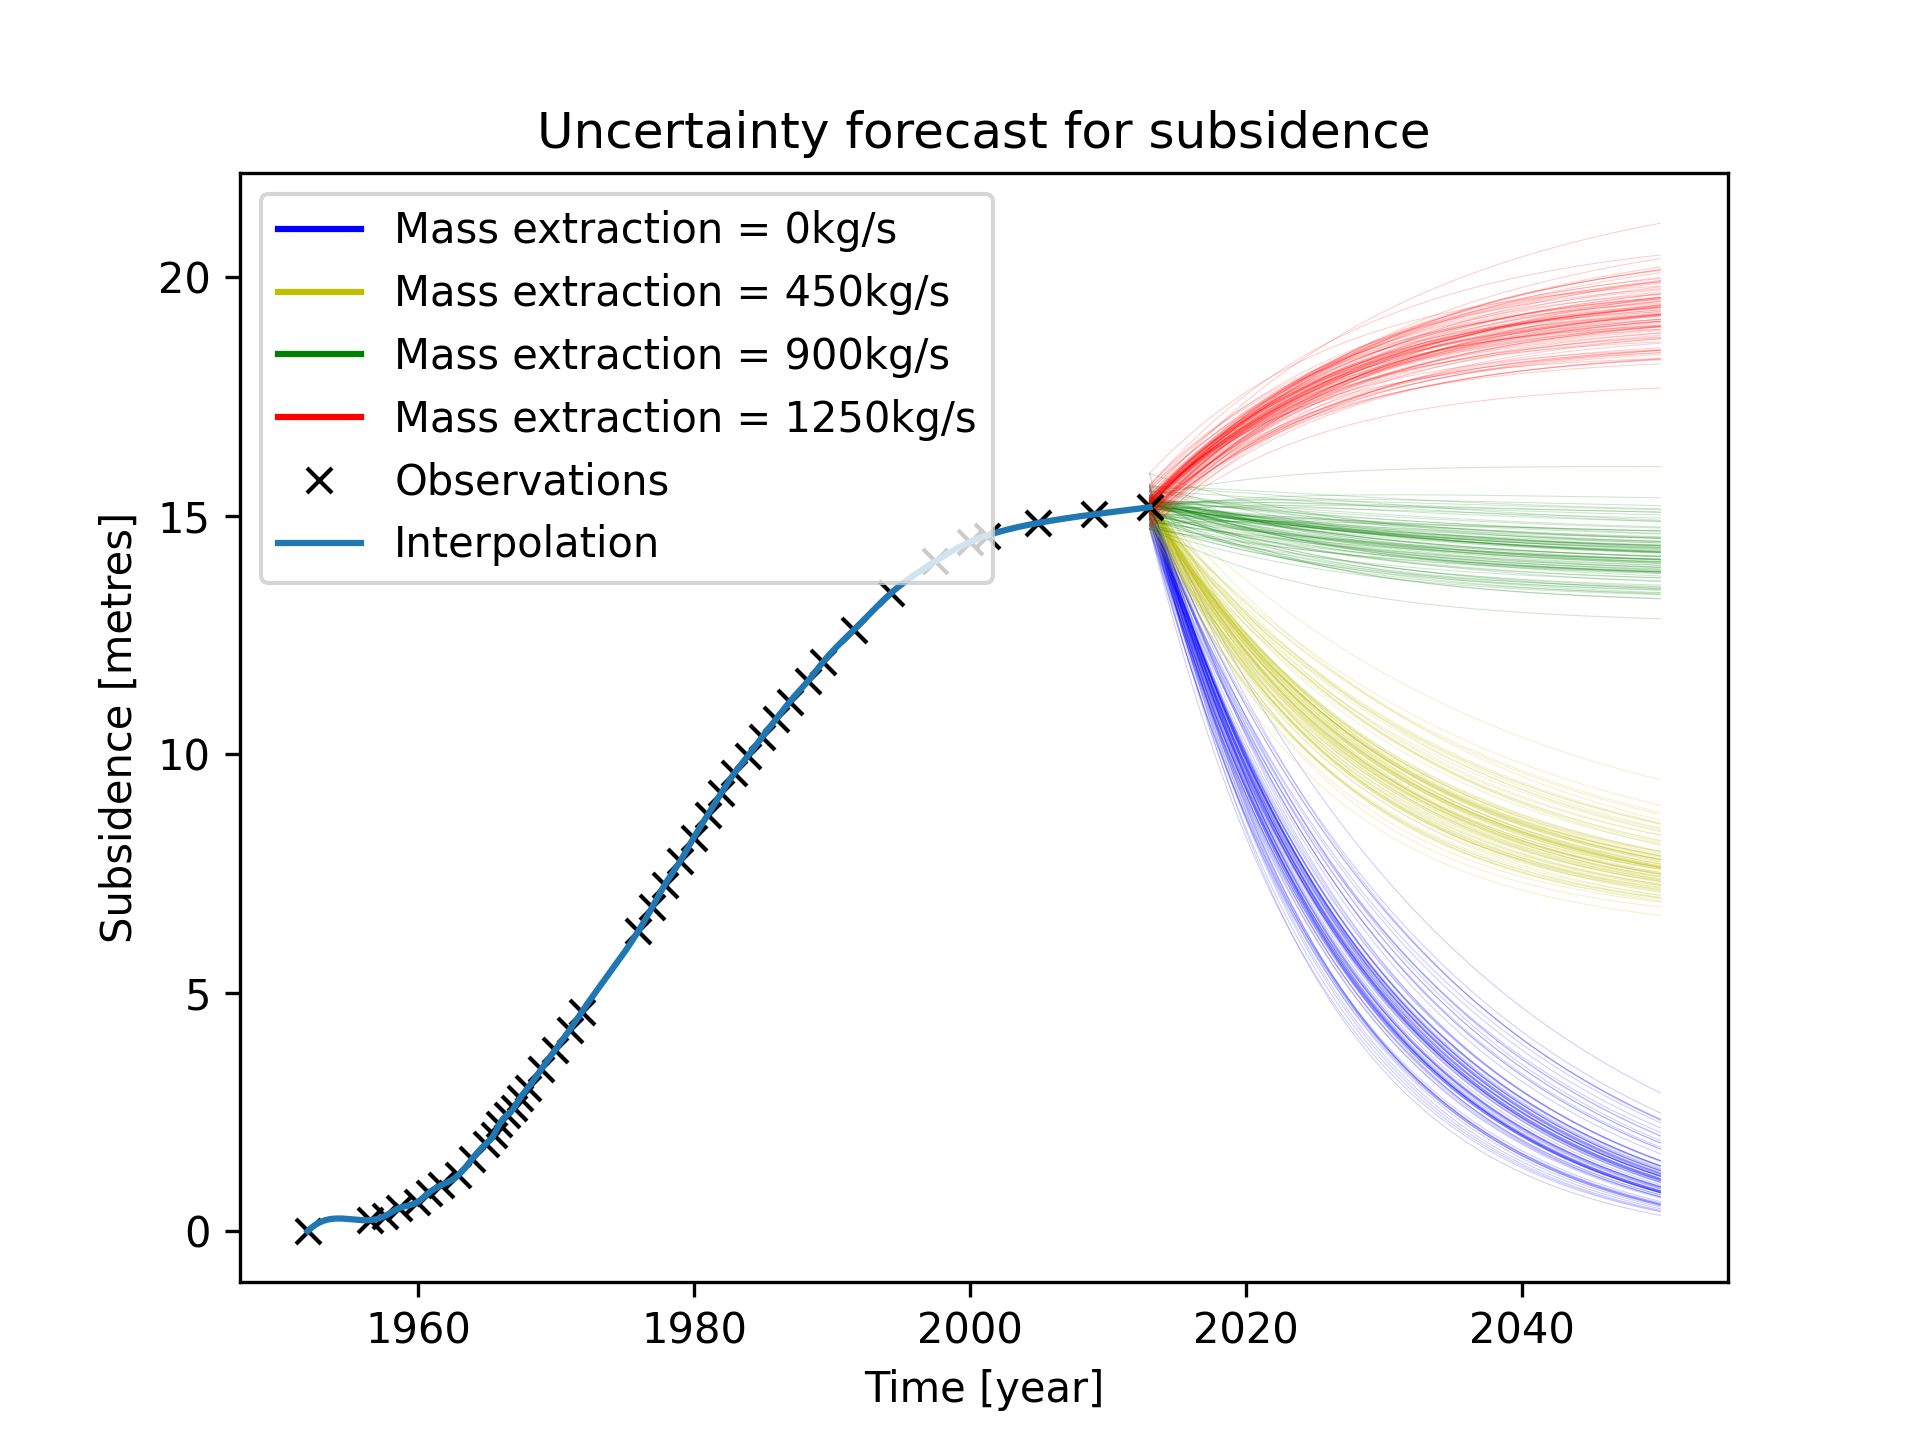 Uncertainty forecast for subsidence
Mass extraction = 0kg/s
Mass extraction = 450kg/s
Mass extraction = 900kg/s
Mass extraction = 1250kg/s
Observations
Interpolation
Subsidence [metres]
20
15
10
5
0
1960 1980 2000 2020 2040
Time [year]